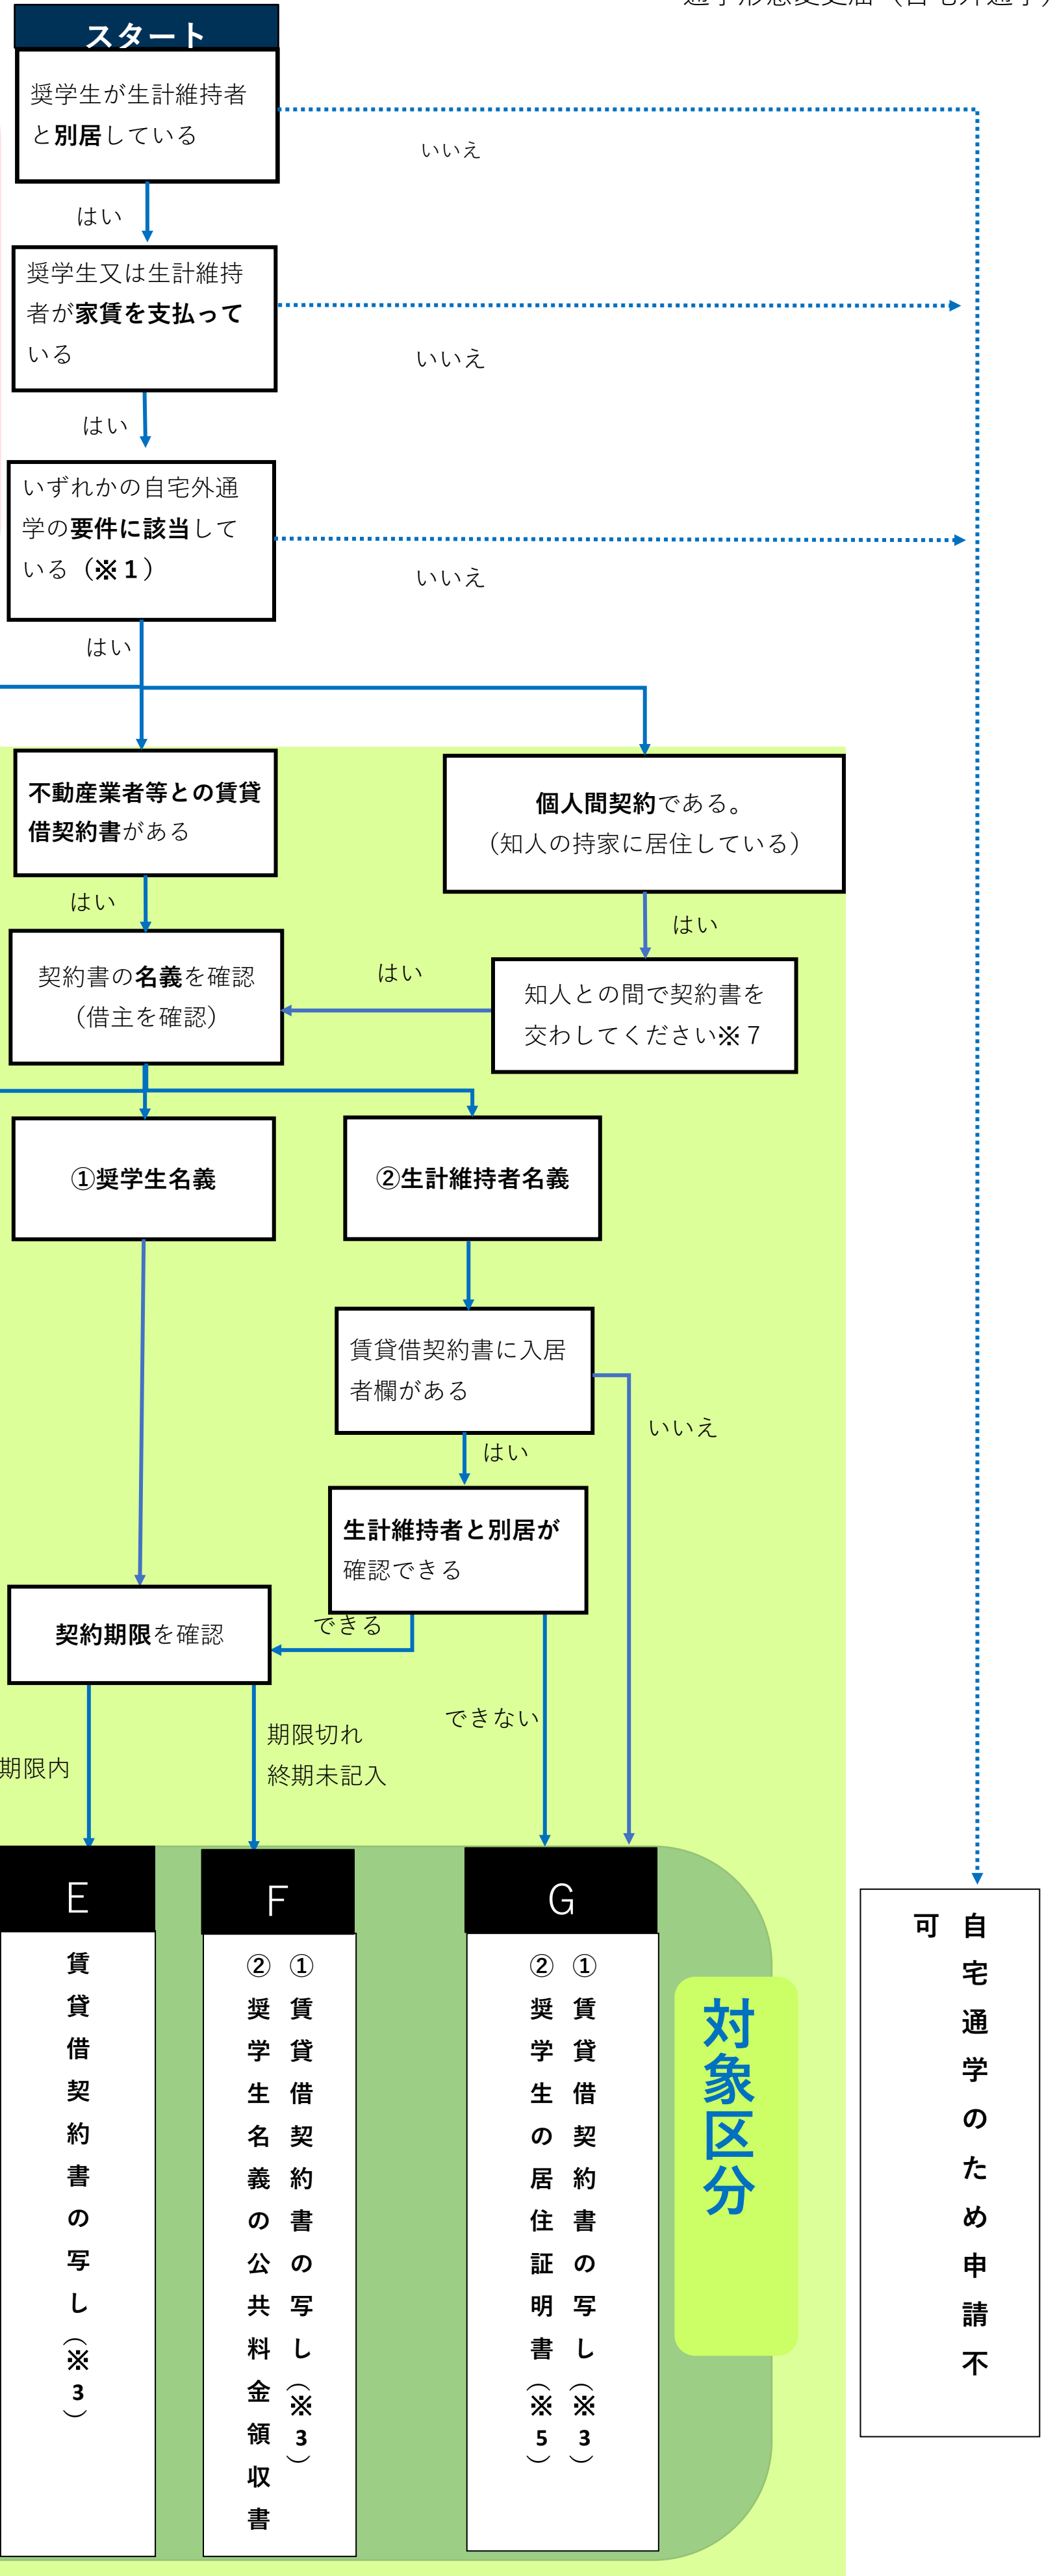 スタート
奨学生が生計維持者
と別居している
いいえ
はい
奨学生又は生計維持
者が家賃を支払って
いる
いいえ
はい
いずれかの自宅外通
学の要件に該当して
いる（※１）
いいえ
はい
不動産業者等との賃貸
借契約書がある
個人間契約である。
（知人の持家に居住している）
はい
はい
契約書の名義を確認
（借主を確認）
はい
知人との間で契約書を
交わしてください※７
①奨学生名義
②生計維持者名義
賃貸借契約書に入居
者欄がある
いいえ
はい
生計維持者と別居が
確認できる
できる
契約期限を確認
できない
期限切れ
終期未記入
期限内
E
賃貸借契約書の写し（※3）
F
①賃貸借契約書の写し（※3）
②奨学生名義の公共料金領収書
G
①賃貸借契約書の写し（※3）
②奨学生の居住証明書（※5）
対象区分
自宅通学のため申請不
可